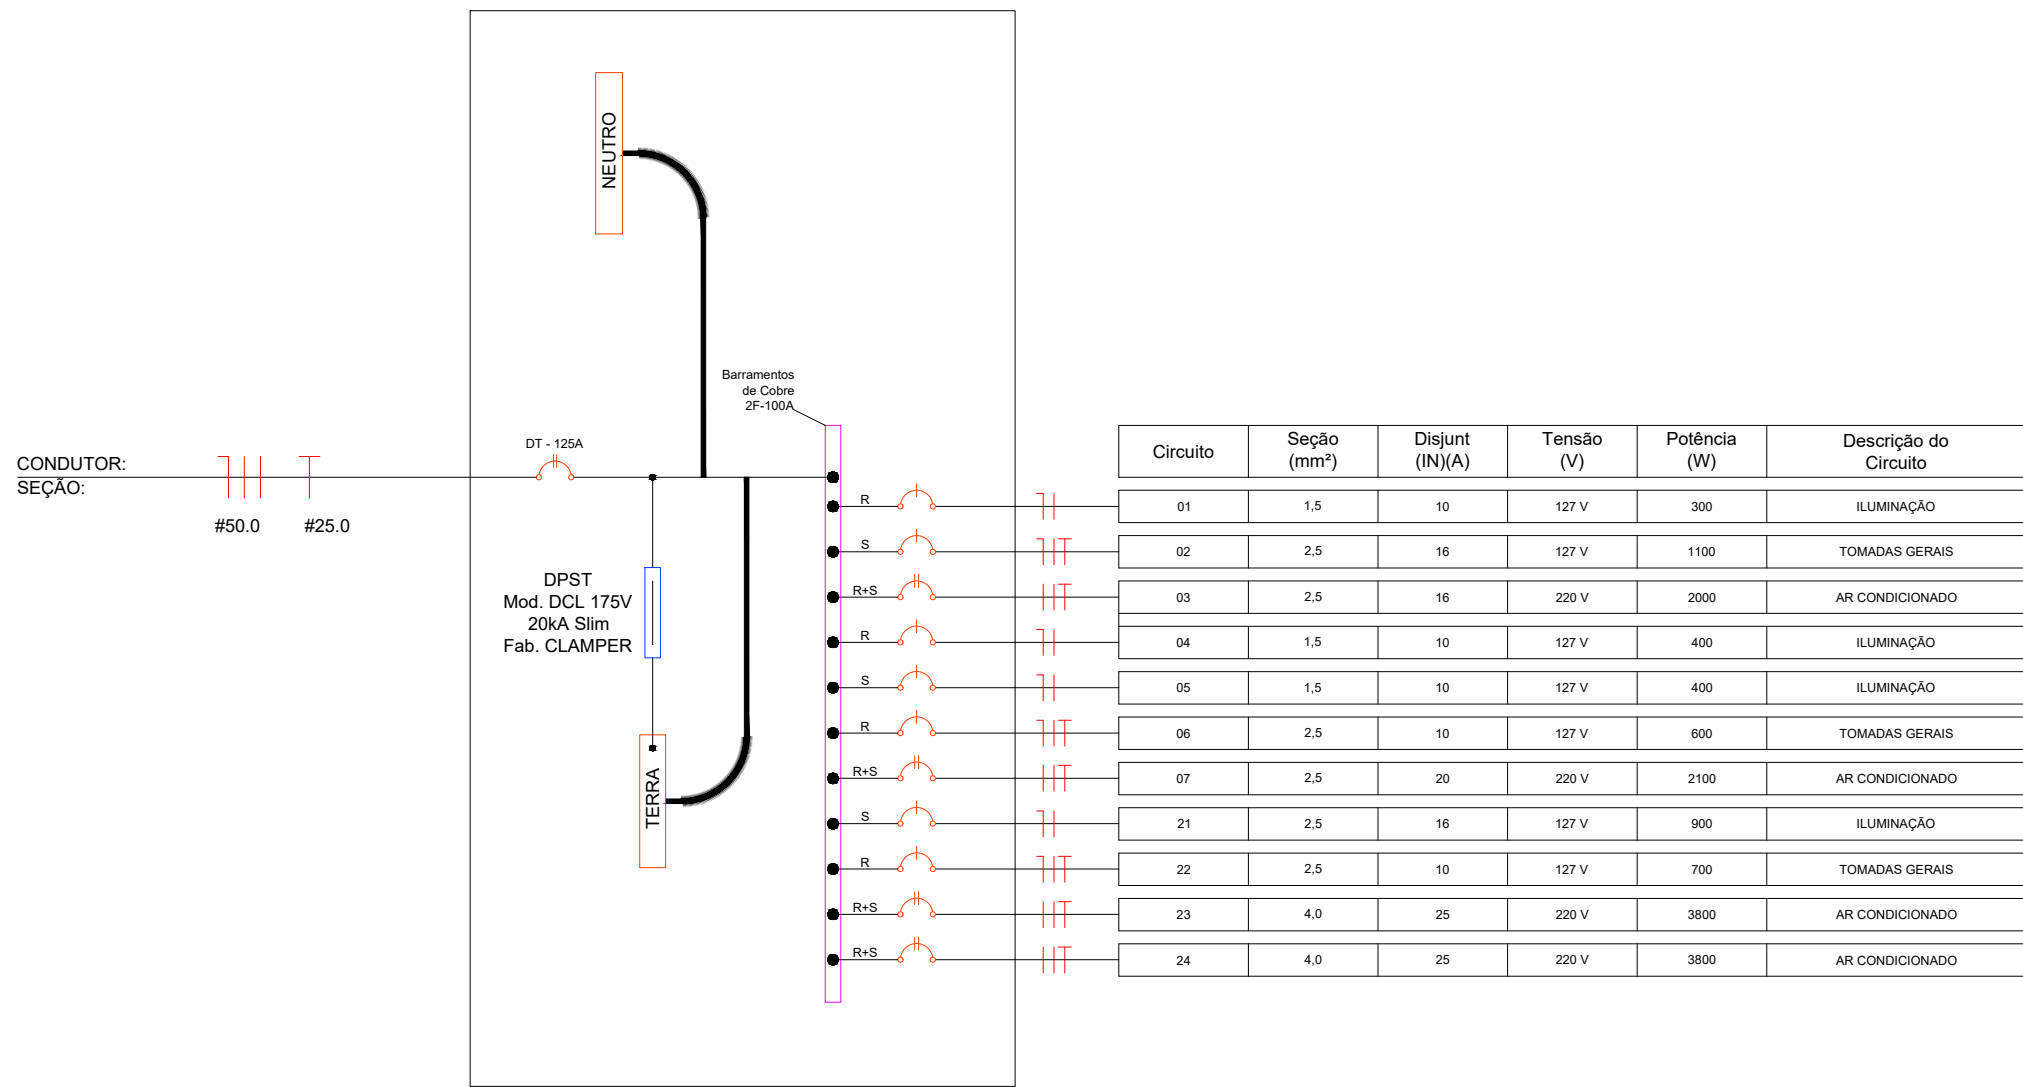 NEUTRO
Barramentos
de Cobre
2F-100A
DT - 125A
CONDUTOR:
SEÇÃO:
#50.0 #25.0
DPST
Mod. DCL 175V
20kA Slim
Fab. CLAMPER
TERRA
Circuito Seção (mm²) Disjunt (IN)(A) Tensão (V) Potência (W) Descrição do Circuito
R 01 1,5 10 127 V 300 ILUMINAÇÃO
S 02 2,5 16 127 V 1100 TOMADAS GERAIS
R+S 03 2,5 16 220 V 2000 AR CONDICIONADO
R 04 1,5 10 127 V 400 ILUMINAÇÃO
S 05 1,5 10 127 V 400 ILUMINAÇÃO
R 06 2,5 10 127 V 600 TOMADAS GERAIS
R+S 07 2,5 20 220 V 2100 AR CONDICIONADO
S 21 2,5 16 127 V 900 ILUMINAÇÃO
R 22 2,5 10 127 V 700 TOMADAS GERAIS
R+S 23 4,0 25 220 V 3800 AR CONDICIONADO
R+S 24 4,0 25 220 V 3800 AR CONDICIONADO